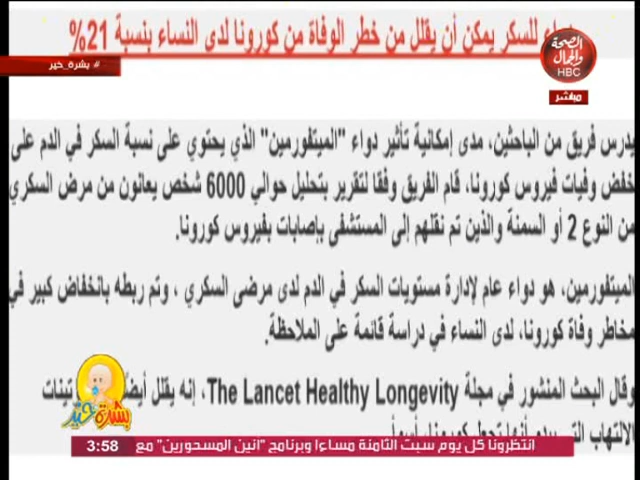 للسكر يمكن أن يقلل من خطر الوفاة من كورونا لدى النساء بنسبة 21%
الصحة والجمال
HBC
# بشرة_خير
مباشر
يدرس فريق من الباحثين، مدى إمكانية تأثير دواء "الميتفورمين" الذي يحتوي على نسبة السكر في الدم على
خفض وفيات فيروس كورونا، قام الفريق وفقا لتقرير بتحليل حوالي 6000 شخص يعانون من مرض السكري
من النوع 2 أو السمنة والذين تم نقلهم إلى المستشفى بإصابات بفيروس كورونا.
الميتفورمين، هو دواء عام لإدارة مستويات السكر في الدم لدى مرضى السكري ، وتم ربطه بانخفاض كبير في
مخاطر وفاة كورونا، لدى النساء في دراسة قائمة على الملاحظة.
وقال البحث المنشور في مجلة The Lancet Healthy Longevity، إنه يقلل
الالتهاب
بشرة خير
انتظرونا كل يوم سبت الثامنة مساءا وبرنامج "انين المسحورين" مع
3:58